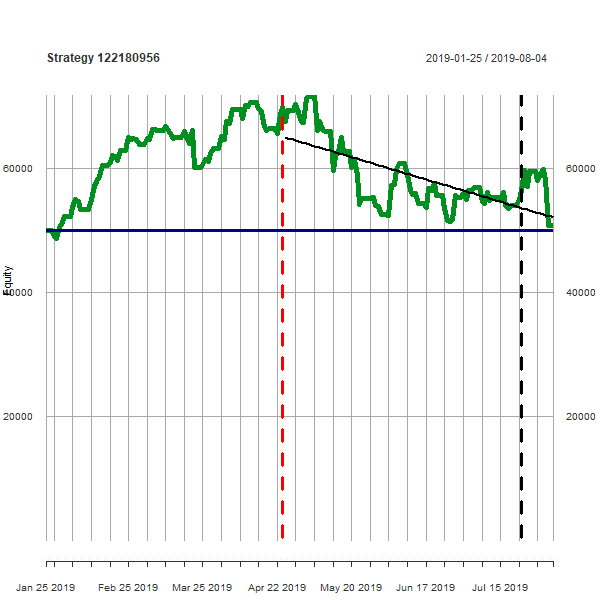 Strategy 122180956
2019-01-25 / 2019-08-04
60000
60000
Equity
40000
40000
20000
20000
Jan 25 2019
Feb 25 2019
Mar 25 2019
Apr 22 2019
May 20 2019
Jun 17 2019
Jul 15 2019